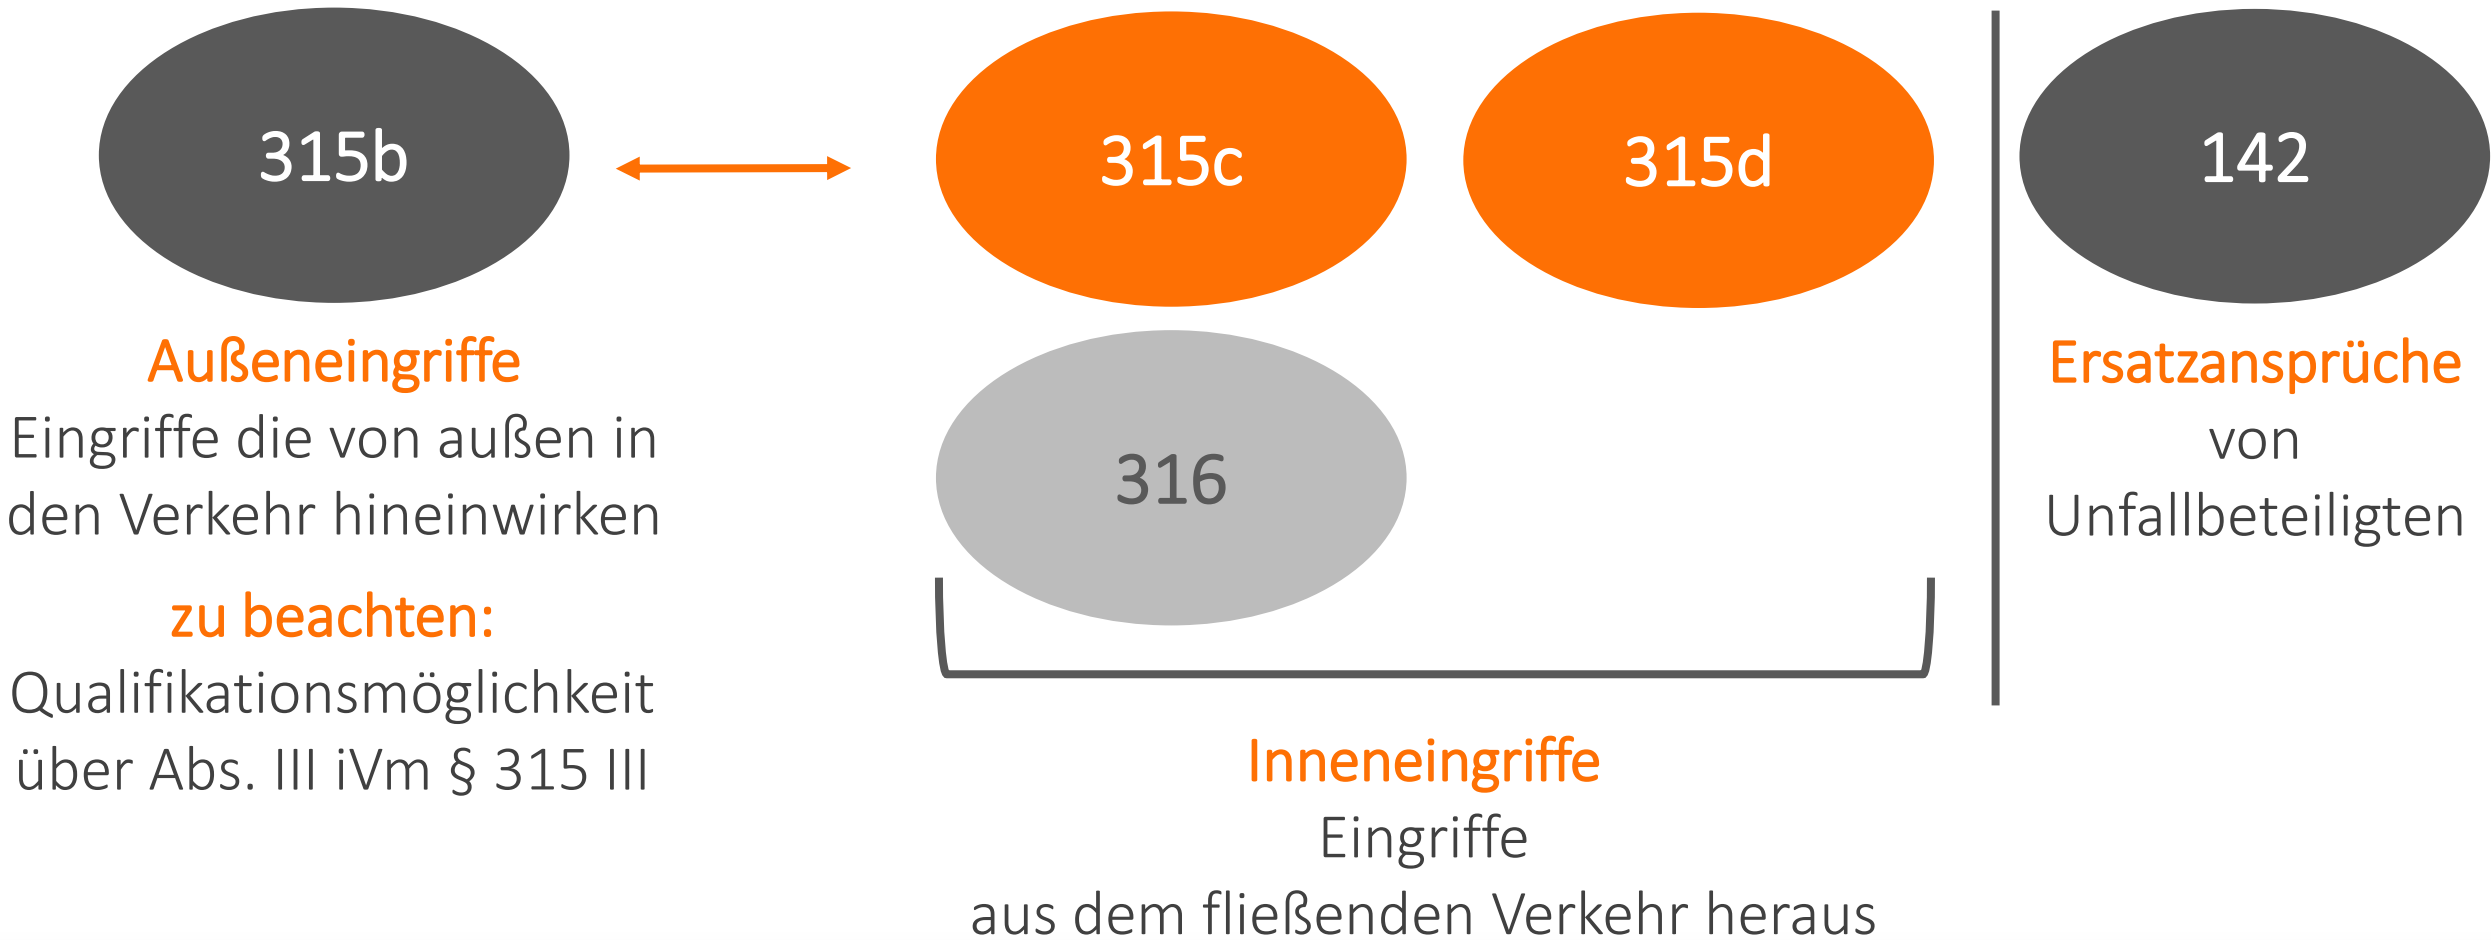 315b
315c
315d
142
316
Außeneingriffe
Eingriffe die von außen in
den Verkehr hineinwirken
zu beachten:
Qualifikationsmöglichkeit
über Abs. III iVm § 315 III
Inneneingriffe
Eingriffe
aus dem fließenden Verkehr heraus
Ersatzansprüche
von
Unfallbeteiligten